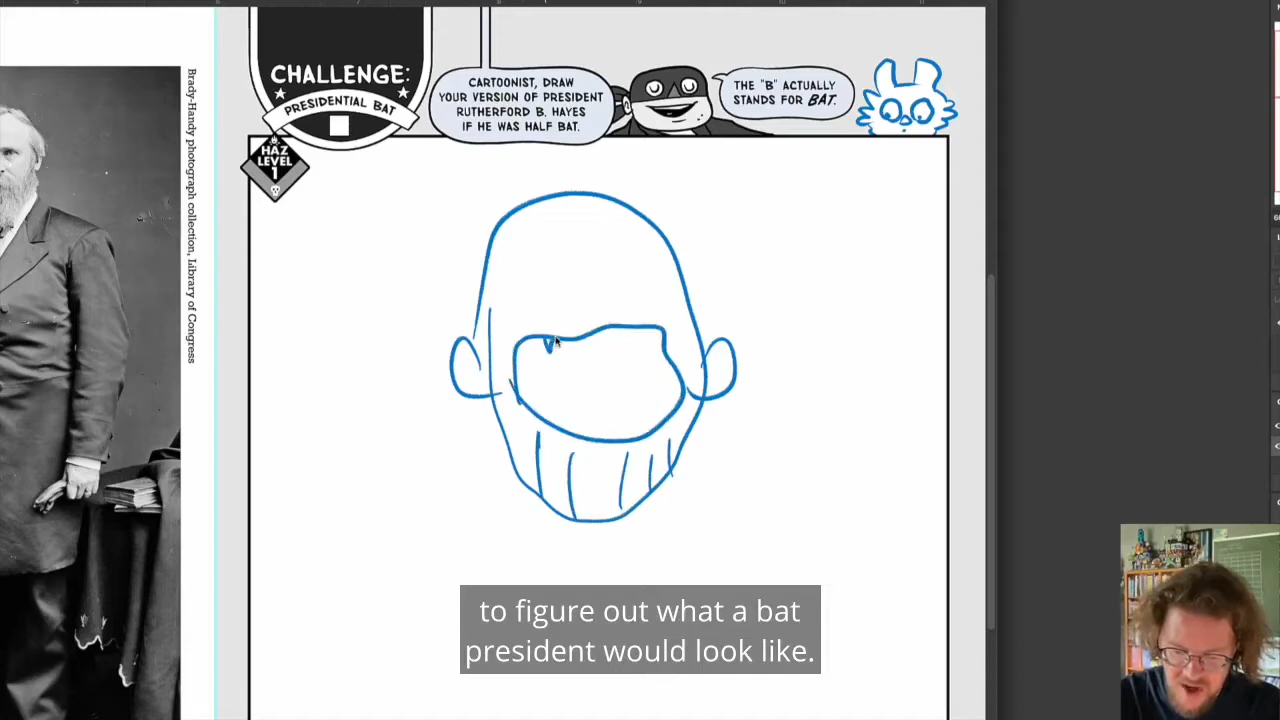 CHALLENGE:
PRESIDENTIAL BAT
HAZ
LEVEL
1
CARTOONIST, DRAW
YOUR VERSION OF PRESIDENT
RUTHERFORD B. HAYES
IF HE WAS HALF BAT.
THE "B" ACTUALLY
STANDS FOR BAT.
Brady-Handy photograph collection, Library of Congress
to figure out what a bat
president would look like.